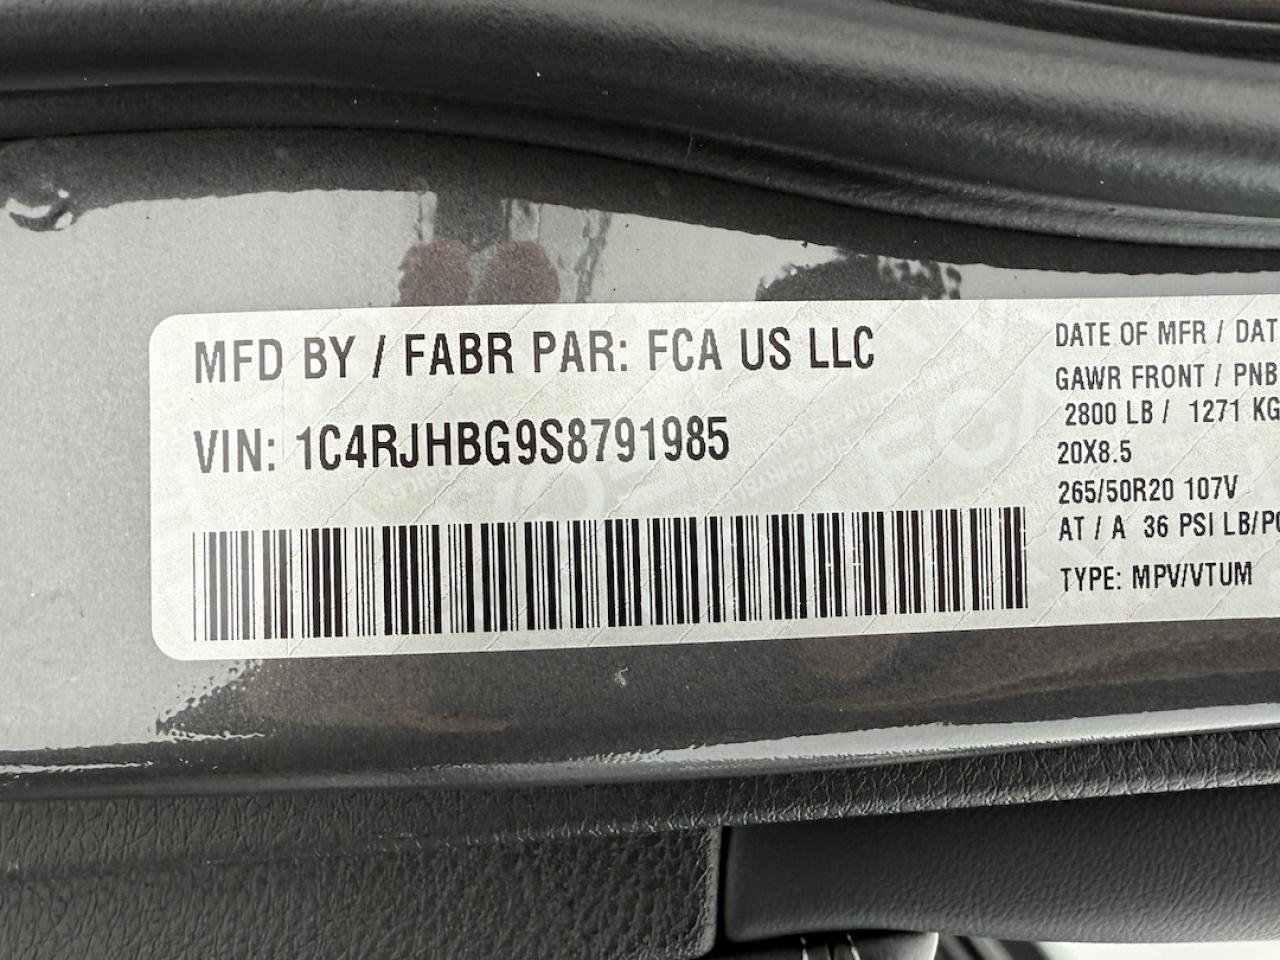 MFD BY / FABR PAR: FCA US LLC
VIN: 1C4RJHBG9S8791985
DATE OF MFR / DAT
GAWR FRONT / PNB
2800 LB / 1271 KG
20X8.5
265/50R20 107V
AT / A 36 PSI LB/PO
TYPE: MPV/VTUM